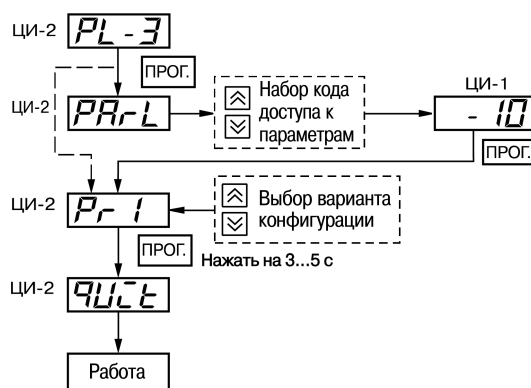 ЦИ-2 PL-3
ПРОГ.
ЦИ-2 PArL
Набор кода
доступа к
параметрам
ЦИ-1
- 10
ПРОГ.
ЦИ-2 Pr 1
Выбор варианта
конфигурации
ПРОГ.
Нажать на 3...5 с
ЦИ-2 qUit
Работа